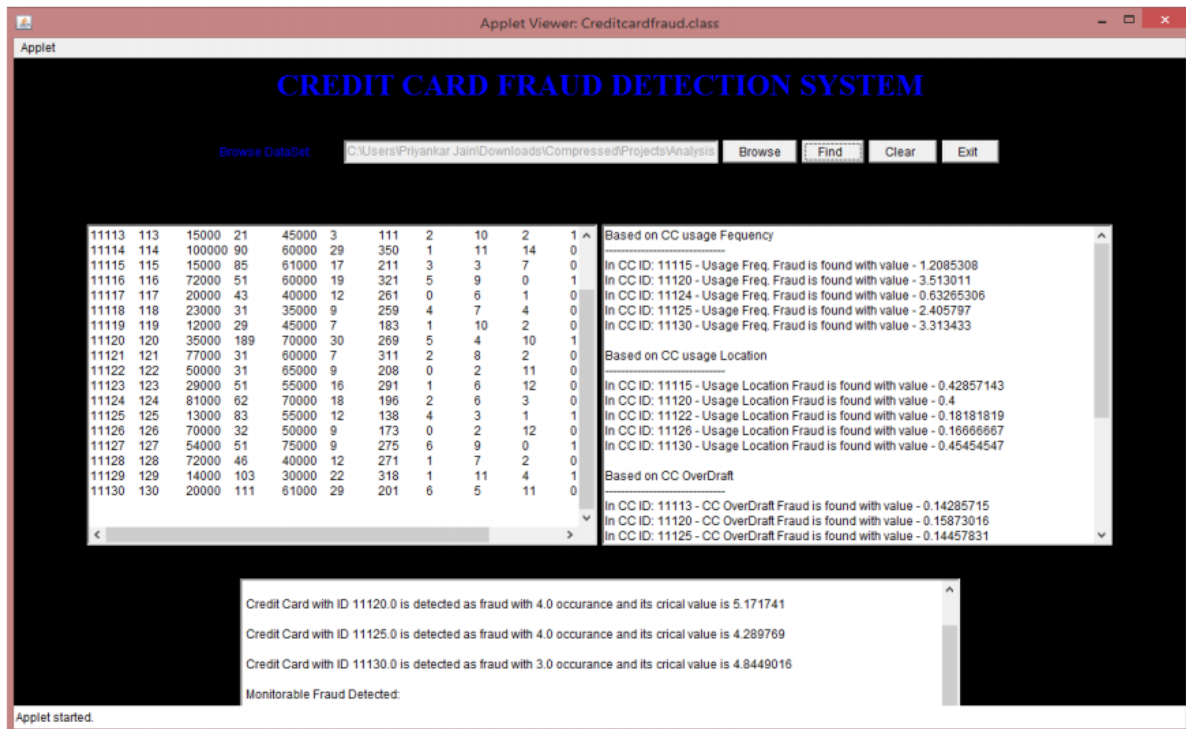 Applet Viewer: Creditcardfraud.class
Applet
CREDIT CARD FRAUD DETECTION SYSTEM
Browse DataSet C:\Users\Priyankar Jain\Downloads\Compressed\Projects\Analysis Browse Find Clear Exit
11113 113 15000 21 45000 3 111 2 10 2 1
11114 114 100000 90 60000 29 350 1 11 14 0
11115 115 15000 85 61000 17 211 3 3 7 0
11116 116 72000 51 60000 19 321 5 9 0 1
11117 117 20000 43 40000 12 261 0 6 1 0
11118 118 23000 31 35000 9 259 4 7 4 0
11119 119 12000 29 45000 7 183 1 10 2 0
11120 120 35000 189 70000 30 269 5 4 10 1
11121 121 77000 31 60000 7 311 2 8 2 0
11122 122 50000 31 65000 9 208 0 2 11 0
11123 123 29000 51 55000 16 291 1 6 12 0
11124 124 81000 62 70000 18 196 2 6 3 0
11125 125 13000 83 55000 12 138 4 3 1 1
11126 126 70000 32 50000 9 173 0 2 12 0
11127 127 54000 51 75000 9 275 6 9 0 1
11128 128 72000 46 40000 12 271 1 7 2 0
11129 129 14000 103 30000 22 318 1 11 4 1
11130 130 20000 111 61000 29 201 6 5 11 0
Based on CC usage Fequency
------------------------------
In CC ID: 11115 - Usage Freq. Fraud is found with value - 1.2085308
In CC ID: 11120 - Usage Freq. Fraud is found with value - 3.513011
In CC ID: 11124 - Usage Freq. Fraud is found with value - 0.63265306
In CC ID: 11125 - Usage Freq. Fraud is found with value - 2.405797
In CC ID: 11130 - Usage Freq. Fraud is found with value - 3.313433
Based on CC usage Location
------------------------------
In CC ID: 11115 - Usage Location Fraud is found with value - 0.42857143
In CC ID: 11120 - Usage Location Fraud is found with value - 0.4
In CC ID: 11122 - Usage Location Fraud is found with value - 0.18181819
In CC ID: 11126 - Usage Location Fraud is found with value - 0.16666667
In CC ID: 11130 - Usage Location Fraud is found with value - 0.45454547
Based on CC OverDraft
------------------------------
In CC ID: 11113 - CC OverDraft Fraud is found with value - 0.14285715
In CC ID: 11120 - CC OverDraft Fraud is found with value - 0.15873016
In CC ID: 11125 - CC OverDraft Fraud is found with value - 0.14457831
Credit Card with ID 11120.0 is detected as fraud with 4.0 occurance and its crical value is 5.171741
Credit Card with ID 11125.0 is detected as fraud with 4.0 occurance and its crical value is 4.289769
Credit Card with ID 11130.0 is detected as fraud with 3.0 occurance and its crical value is 4.8449016
Monitorable Fraud Detected:
Applet started.